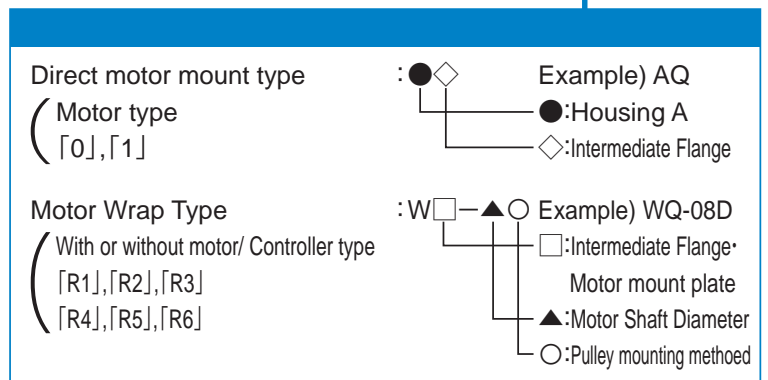 Direct motor mount type :●◇ Example) AQ
Motor type ●:Housing A
「0」,「1」 ◇:Intermediate Flange
Motor Wrap Type :W□－▲○ Example) WQ-08D
With or without motor/ Controller type □:Intermediate Flange・
「R1」,「R2」,「R3」 Motor mount plate
「R4」,「R5」,「R6」 ▲:Motor Shaft Diameter
○:Pulley mounting methoed